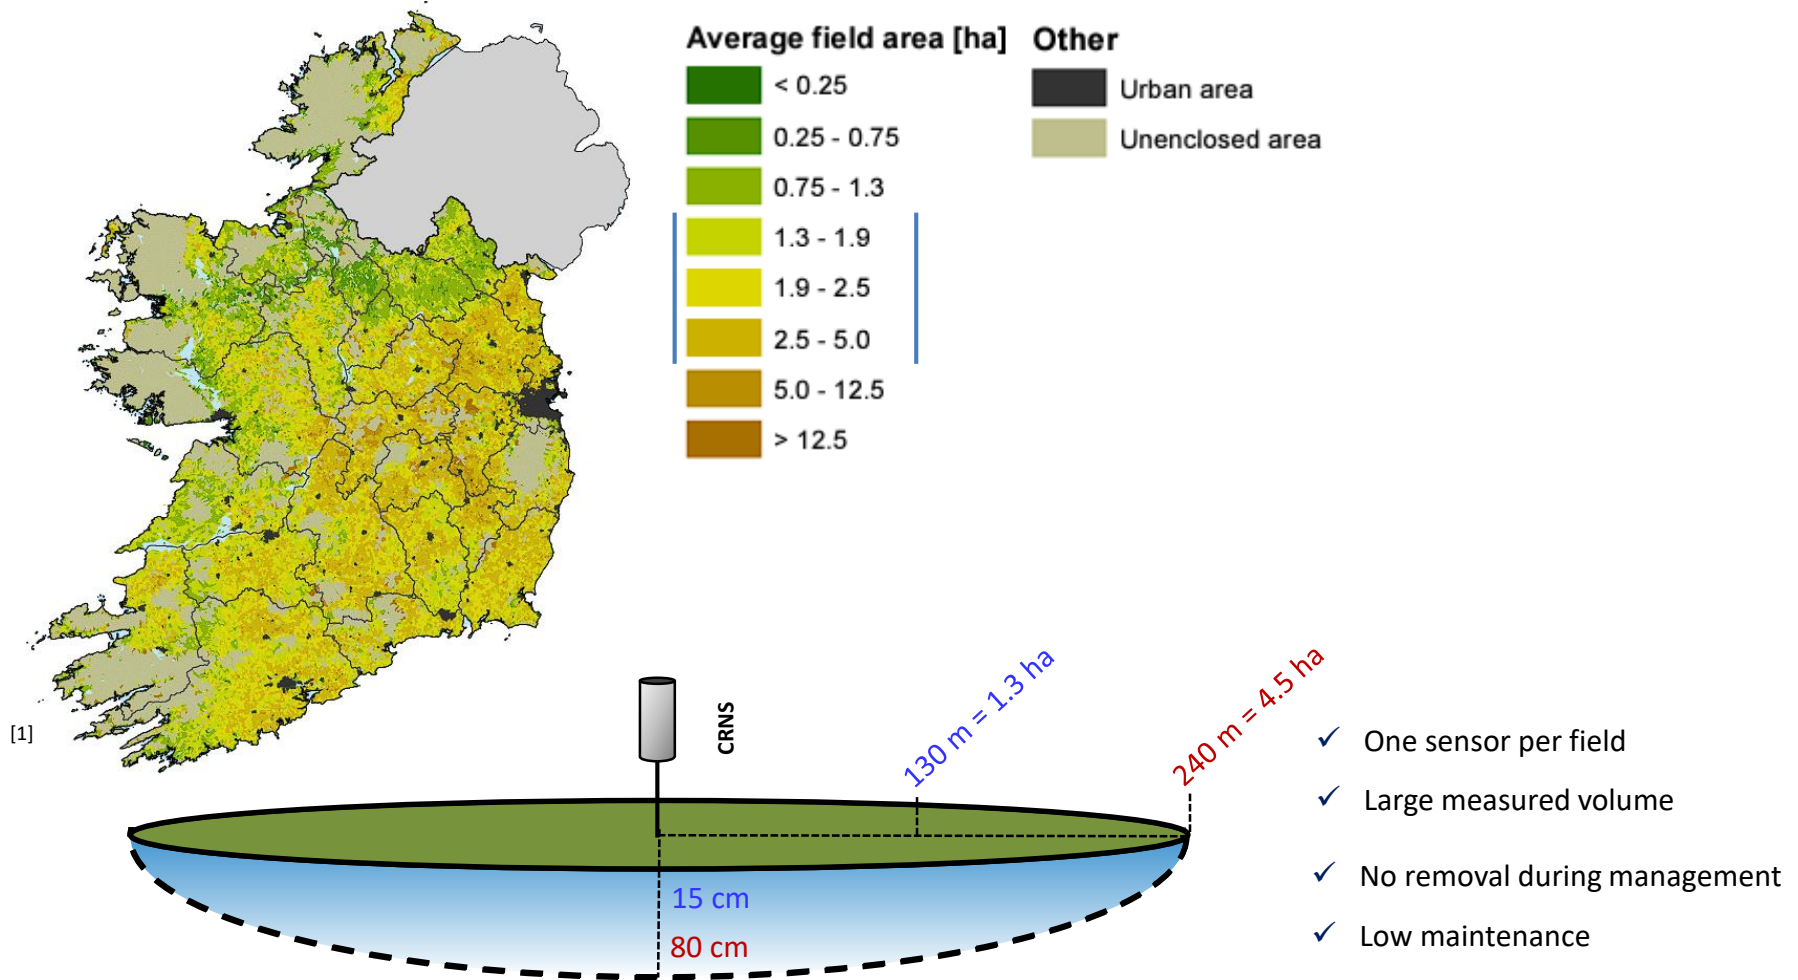 Average field area [ha]
< 0.25
0.25 - 0.75
0.75 - 1.3
1.3 - 1.9
1.9 - 2.5
2.5 - 5.0
5.0 - 12.5
> 12.5
Other
Urban area
Unenclosed area
[1]
CRNS
130 m = 1.3 ha
240 m = 4.5 ha
15 cm
80 cm
✓ One sensor per field
✓ Large measured volume
✓ No removal during management
✓ Low maintenance